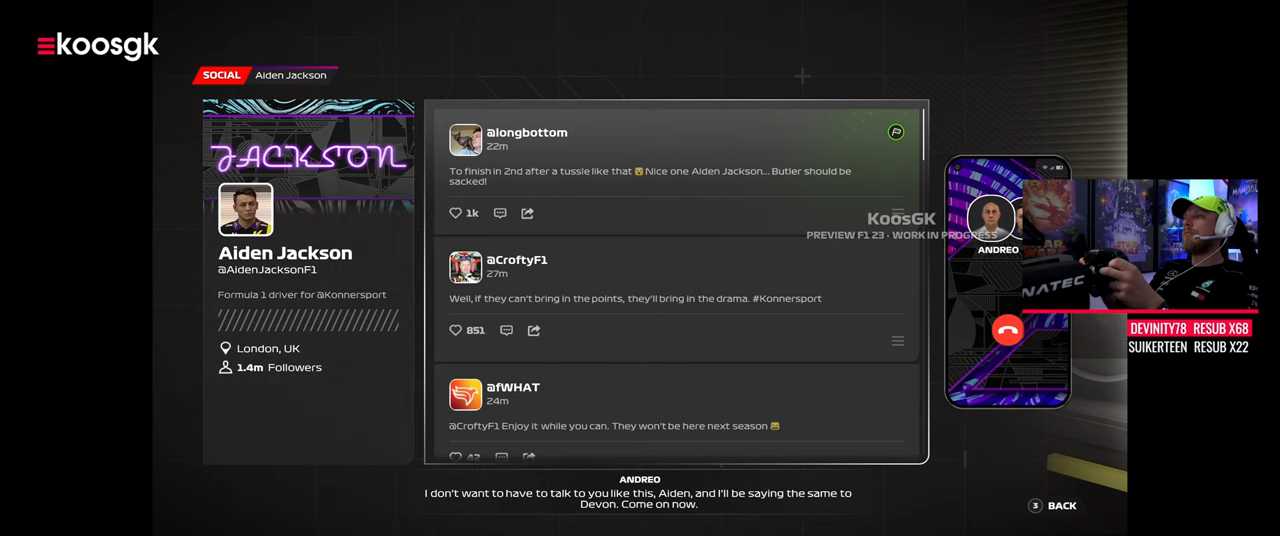 koosgk
SOCIAL Aiden Jackson
JACKSON
Aiden Jackson
@AidenJacksonF1
Formula 1 driver for @Konnersport
London, UK
1.4m Followers
@longbottom
22m
To finish in 2nd after a tussle like that 😮 Nice one Aiden Jackson... Butler should be
sacked!
1k
@CroftyF1
27m
Well, if they can't bring in the points, they'll bring in the drama. #Konnersport
851
@fWHAT
24m
@CroftyF1 Enjoy it while you can. They won't be here next season 😆
42
KoosGK
PREVIEW F1 23 - WORK IN PROGRESS
ANDREO
NATEC
DEVINITY78 RESUB X68
SUIKERTEEN RESUB X22
ANDREO
I don't want to have to talk to you like this, Aiden, and I'll be saying the same to
Devon. Come on now.
3 BACK